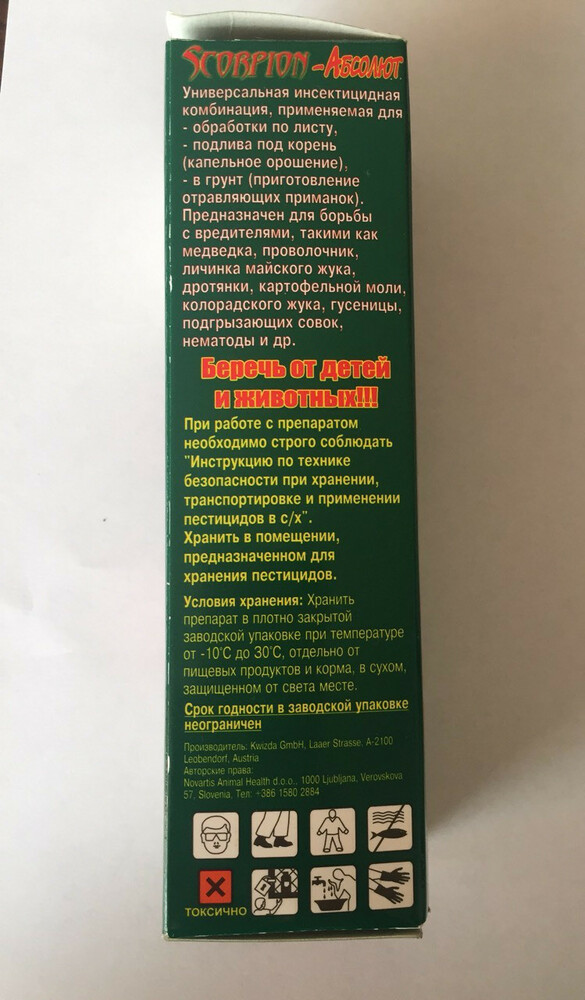 SCORPION -АБСОЛЮТ
Универсальная инсектицидная
комбинация, применяемая для
- обработки по листу,
- подлива под корень
(капельное орошение),
- в грунт (приготовление
отравляющих приманок).
Предназначен для борьбы
с вредителями, такими как
медведка, проволочник,
личинка майского жука,
дротянки, картофельной моли,
колорадского жука, гусеницы,
подгрызающих совок,
нематоды и др.
Беречь от детей
и животных!!!
При работе с препаратом
необходимо строго соблюдать
"Инструкцию по технике
безопасности при хранении,
транспортировке и применении
пестицидов в с/х".
Хранить в помещении,
предназначенном для
хранения пестицидов.
Условия хранения: Хранить
препарат в плотно закрытой
заводской упаковке при температуре
от -10°С до 30°С, отдельно от
пищевых продуктов и корма, в сухом,
защищенном от света месте.
Срок годности в заводской упаковке
неограничен
Производитель: Kwizda GmbH, Laaer Strasse. A-2100
Leobendorf, Austria
Авторские права:
Novartis Animal Health d.o.o., 1000 Ljubljana, Verovskova
57, Slovenia. Тел: +386 1580 2884
ТОКСИЧНО